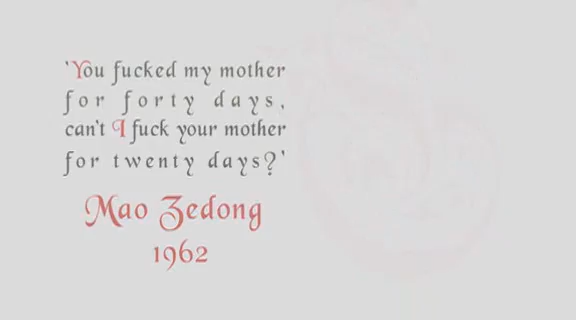 'You fucked my mother
for forty days,
can't I fuck your mother
for twenty days?'
Mao Zedong
1962